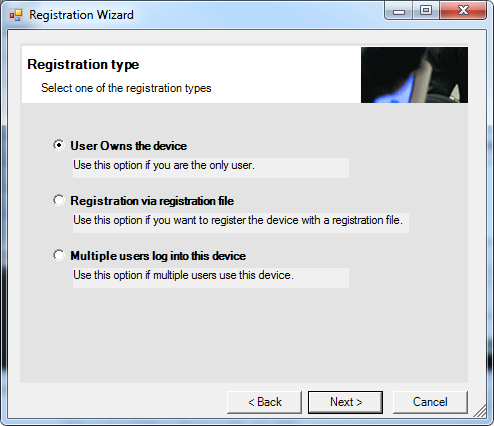 Registration Wizard
Registration type
Select one of the registration types
User Owns the device
Use this option if you are the only user.
Registration via registration file
Use this option if you want to register the device with a registration file.
Multiple users log into this device
Use this option if multiple users use this device.
< Back
Next >
Cancel